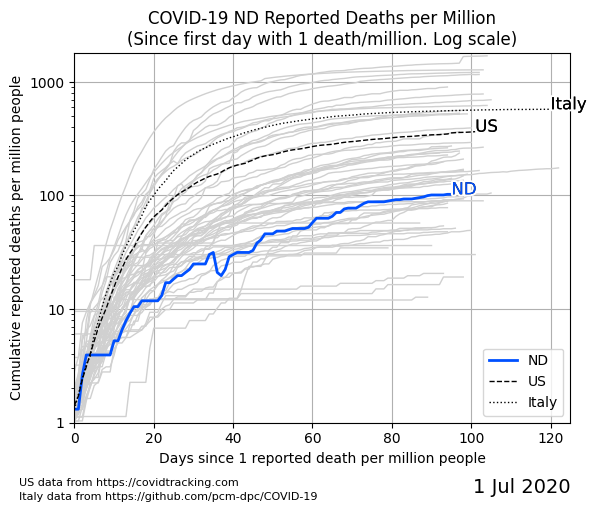 COVID-19 ND Reported Deaths per Million
(Since first day with 1 death/million. Log scale)
Cumulative reported deaths per million people
1000
100
10
1
Italy
US
ND
ND
US
Italy
0 20 40 60 80 100 120
Days since 1 reported death per million people
US data from https://covidtracking.com
Italy data from https://github.com/pcm-dpc/COVID-19
1 Jul 2020